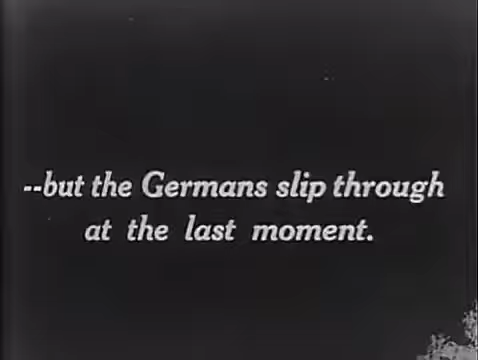 --but the Germans slip through
at the last moment.